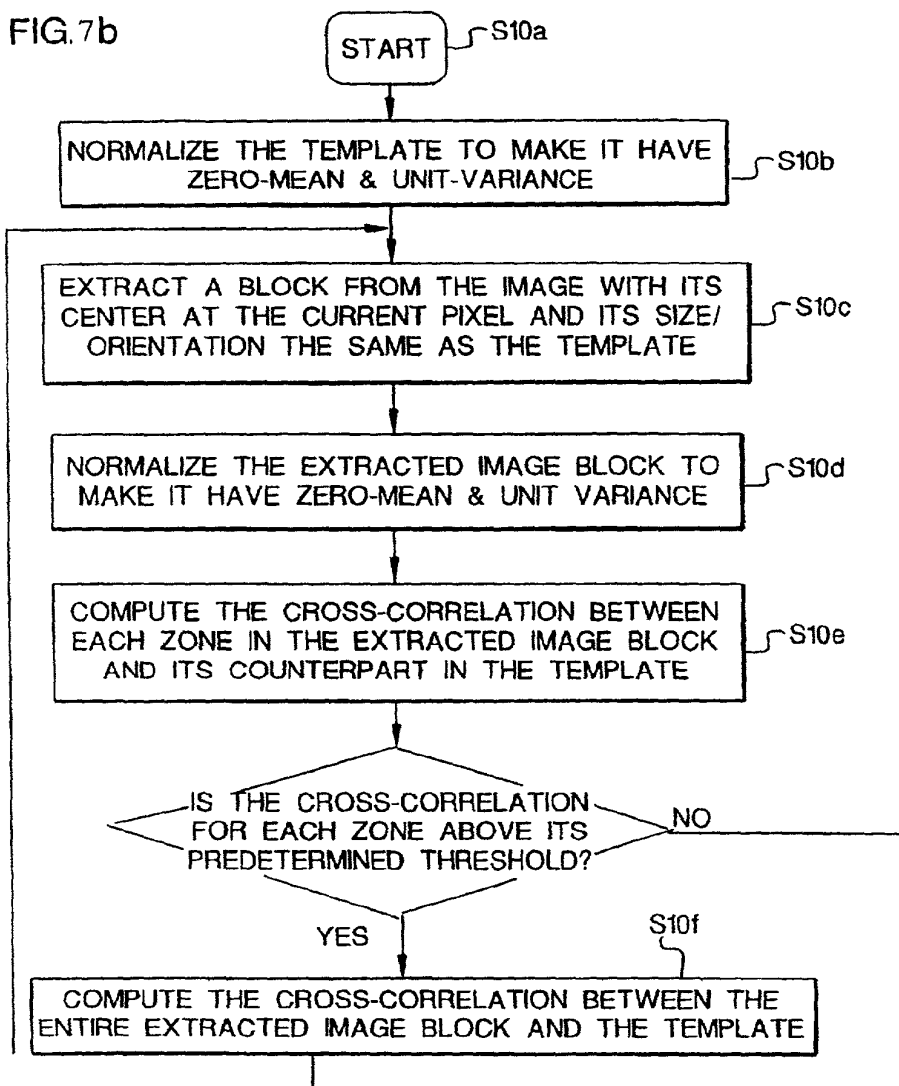 FIG.7b
START
S10a
NORMALIZE THE TEMPLATE TO MAKE IT HAVE
ZERO-MEAN & UNIT-VARIANCE
S10b
EXTRACT A BLOCK FROM THE IMAGE WITH ITS
CENTER AT THE CURRENT PIXEL AND ITS SIZE/
ORIENTATION THE SAME AS THE TEMPLATE
S10c
NORMALIZE THE EXTRACTED IMAGE BLOCK TO
MAKE IT HAVE ZERO-MEAN & UNIT VARIANCE
S10d
COMPUTE THE CROSS-CORRELATION BETWEEN
EACH ZONE IN THE EXTRACTED IMAGE BLOCK
AND ITS COUNTERPART IN THE TEMPLATE
S10e
IS THE CROSS-CORRELATION
FOR EACH ZONE ABOVE ITS
PREDETERMINED THRESHOLD?
NO
YES
S10f
COMPUTE THE CROSS-CORRELATION BETWEEN THE
ENTIRE EXTRACTED IMAGE BLOCK AND THE TEMPLATE